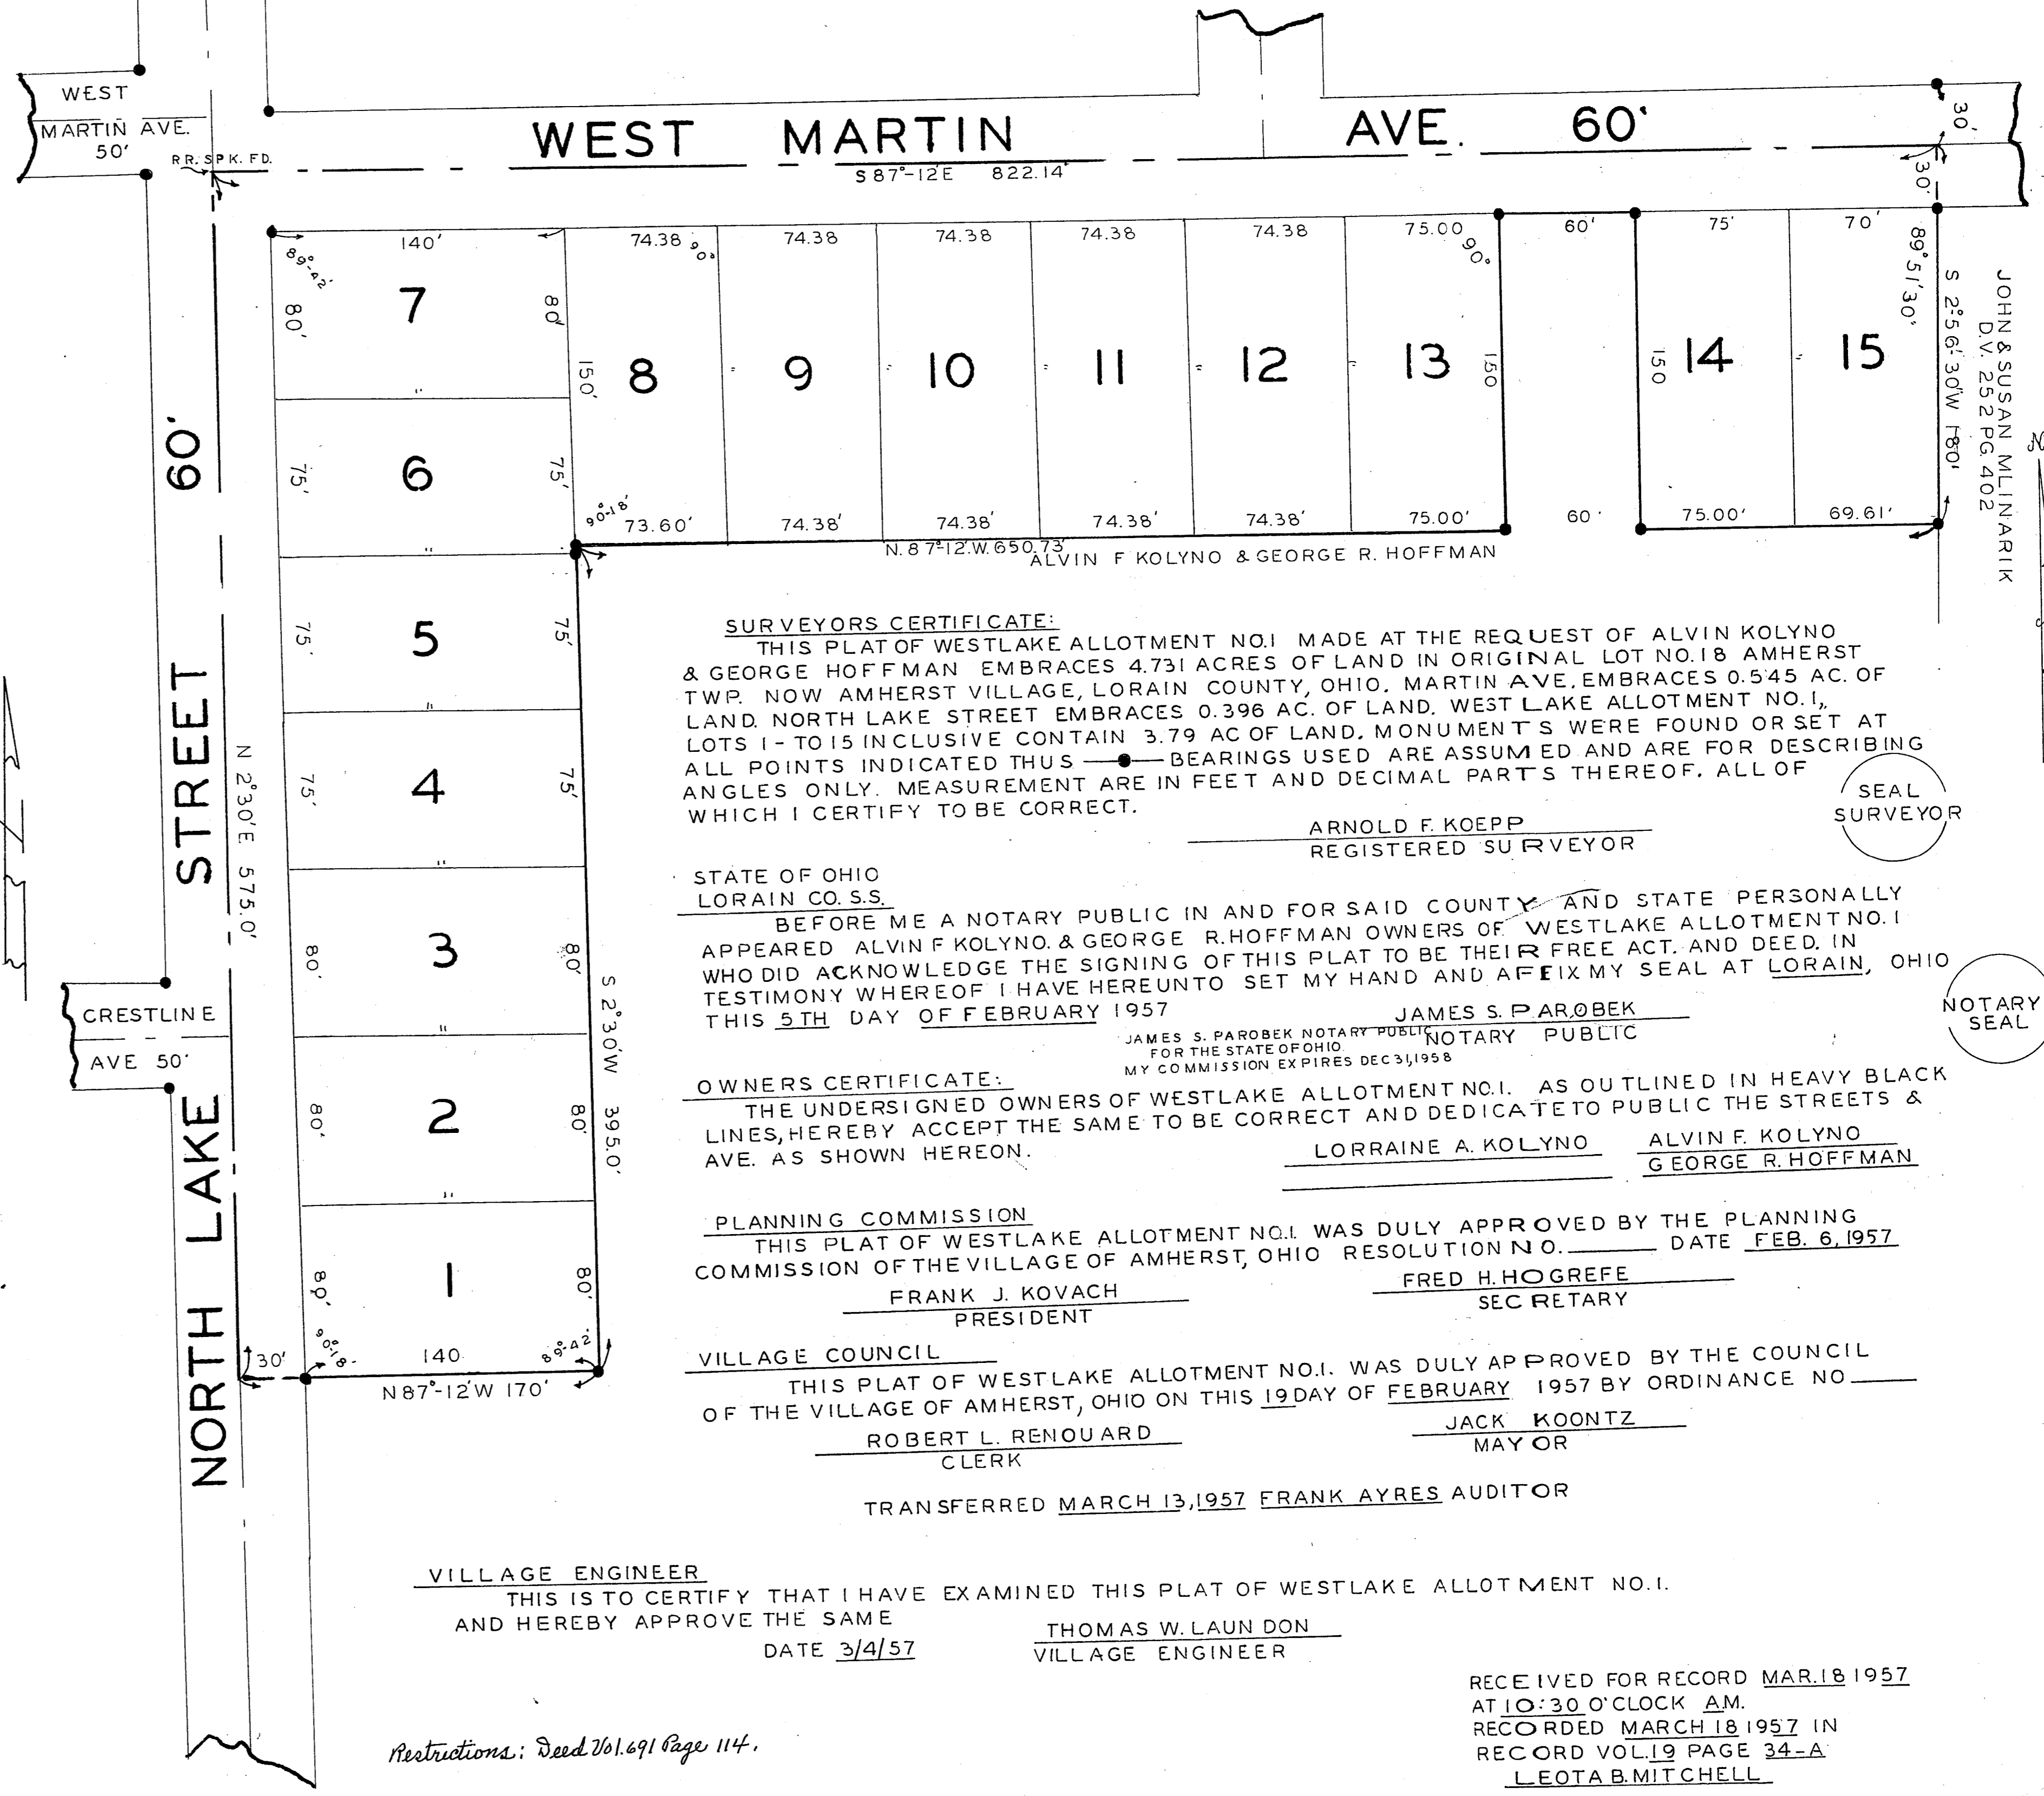 WEST
MARTIN AVE.
50'
R.R. SPK. FD.
WEST MARTIN AVE. 60'
S 87°-12'E 822.14'
30'
30'
140'
74.38
90°
74.38
74.38
74.38
74.38
75.00
90°
60'
75'
70'
89°-42'
89°51'30"
80'
7
80'
150'
8
9
10
11
12
13
150
150
14
15
S 2°56'30"W 180'
JOHN & SUSAN MLINARIK
D.V. 252 PG. 402
N
75'
6
75'
90°-18'
73.60'
74.38'
74.38'
74.38'
74.38'
75.00'
60'
75.00'
69.61'
N. 87°-12'. W. 650.73'
ALVIN F KOLYNO & GEORGE R. HOFFMAN
75'
5
75'
75'
4
75'
80'
3
80'
80'
2
80'
80'
1
80'
90°-18'
140
89°-42'
30'
N87°-12'W 170'
NORTH LAKE STREET 60'
N 2°30'E 575.0'
S 2°30'W 395.0'
CRESTLINE
AVE 50'
SURVEYORS CERTIFICATE:
THIS PLAT OF WESTLAKE ALLOTMENT NO.1 MADE AT THE REQUEST OF ALVIN KOLYNO
& GEORGE HOFFMAN EMBRACES 4.731 ACRES OF LAND IN ORIGINAL LOT NO.18 AMHERST
TWP. NOW AMHERST VILLAGE, LORAIN COUNTY, OHIO. MARTIN AVE. EMBRACES 0.545 AC. OF
LAND. NORTH LAKE STREET EMBRACES 0.396 AC. OF LAND. WEST LAKE ALLOTMENT NO.1,
LOTS 1 - TO 15 INCLUSIVE CONTAIN 3.79 AC OF LAND. MONUMENTS WERE FOUND OR SET AT
ALL POINTS INDICATED THUS —●— BEARINGS USED ARE ASSUMED AND ARE FOR DESCRIBING
ANGLES ONLY. MEASUREMENT ARE IN FEET AND DECIMAL PARTS THEREOF. ALL OF
WHICH I CERTIFY TO BE CORRECT.
ARNOLD F. KOEPP
REGISTERED SURVEYOR
SEAL
SURVEYOR
STATE OF OHIO
LORAIN CO. S.S.
BEFORE ME A NOTARY PUBLIC IN AND FOR SAID COUNTY AND STATE PERSONALLY
APPEARED ALVIN F KOLYNO. & GEORGE R. HOFFMAN OWNERS OF WESTLAKE ALLOTMENT NO. 1
WHO DID ACKNOWLEDGE THE SIGNING OF THIS PLAT TO BE THEIR FREE ACT. AND DEED. IN
TESTIMONY WHEREOF I HAVE HEREUNTO SET MY HAND AND AFFIX MY SEAL AT LORAIN, OHIO
THIS 5TH DAY OF FEBRUARY 1957
JAMES S. PAROBEK
NOTARY PUBLIC
JAMES S. PAROBEK NOTARY PUBLIC
FOR THE STATE OF OHIO
MY COMMISSION EXPIRES DEC 31, 1958
NOTARY
SEAL
OWNERS CERTIFICATE:
THE UNDERSIGNED OWNERS OF WESTLAKE ALLOTMENT NO.1. AS OUTLINED IN HEAVY BLACK
LINES, HEREBY ACCEPT THE SAME TO BE CORRECT AND DEDICATE TO PUBLIC THE STREETS &
AVE. AS SHOWN HEREON.
LORRAINE A. KOLYNO
ALVIN F. KOLYNO
GEORGE R. HOFFMAN
PLANNING COMMISSION
THIS PLAT OF WESTLAKE ALLOTMENT NO.1. WAS DULY APPROVED BY THE PLANNING
COMMISSION OF THE VILLAGE OF AMHERST, OHIO RESOLUTION NO. ______ DATE FEB. 6, 1957
FRANK J. KOVACH
PRESIDENT
FRED H. HOGREFE
SECRETARY
VILLAGE COUNCIL
THIS PLAT OF WESTLAKE ALLOTMENT NO.1. WAS DULY APPROVED BY THE COUNCIL
OF THE VILLAGE OF AMHERST, OHIO ON THIS 19 DAY OF FEBRUARY 1957 BY ORDINANCE NO ____
ROBERT L. RENOUARD
CLERK
JACK KOONTZ
MAYOR
TRANSFERRED MARCH 13, 1957 FRANK AYRES AUDITOR
VILLAGE ENGINEER
THIS IS TO CERTIFY THAT I HAVE EXAMINED THIS PLAT OF WESTLAKE ALLOTMENT NO.1.
AND HEREBY APPROVE THE SAME
DATE 3/4/57
THOMAS W. LAUNDON
VILLAGE ENGINEER
RECEIVED FOR RECORD MAR. 18 1957
AT 10:30 O'CLOCK A.M.
RECORDED MARCH 18 1957 IN
RECORD VOL. 19 PAGE 34-A
LEOTA B. MITCHELL
Restrictions: Deed Vol. 691 Page 114.